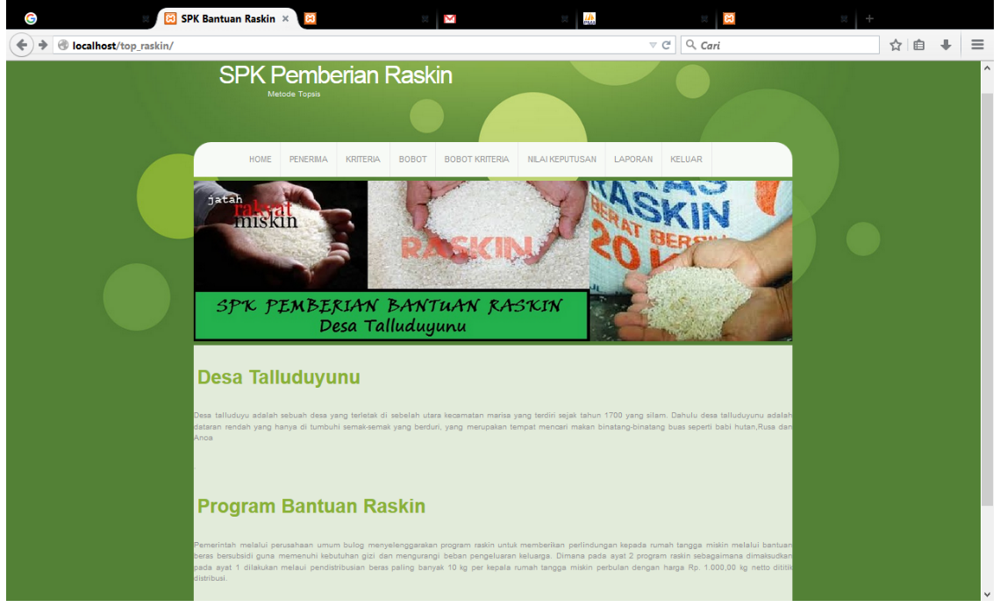 SPK Bantuan Raskin
localhost/top_raskin/
Cari
SPK Pemberian Raskin
Metode Topsis
HOME PENERIMA KRITERIA BOBOT BOBOT KRITERIA NILAI KEPUTUSAN LAPORAN KELUAR
jatah
rakyat
miskin
RASKIN
RASKIN
BERAT BERSIH
20
SPK PEMBERIAN BANTUAN RASKIN
Desa Talluduyunu
Desa Talluduyunu
Desa talluduyu adalah sebuah desa yang terletak di sebelah utara kecamatan marisa yang terdiri sejak tahun 1700 yang silam. Dahulu desa talluduyunu adalah
dataran rendah yang hanya di tumbuhi semak-semak yang berduri, yang merupakan tempat mencari makan binatang-binatang buas seperti babi hutan,Rusa dan
Anoa
Program Bantuan Raskin
Pemerintah melalui perusahaan umum bulog menyelenggarakan program raskin untuk memberikan perlindungan kepada rumah tangga miskin melalui bantuan
beras bersubsidi guna memenuhi kebutuhan gizi dan mengurangi beban pengeluaran keluarga. Dimana pada ayat 2 program raskin sebagaimana dimaksudkan
pada ayat 1 dilakukan melaui pendistribusian beras paling banyak 10 kg per kepala rumah tangga miskin perbulan dengan harga Rp. 1.000,00 kg netto dititik
distribusi.